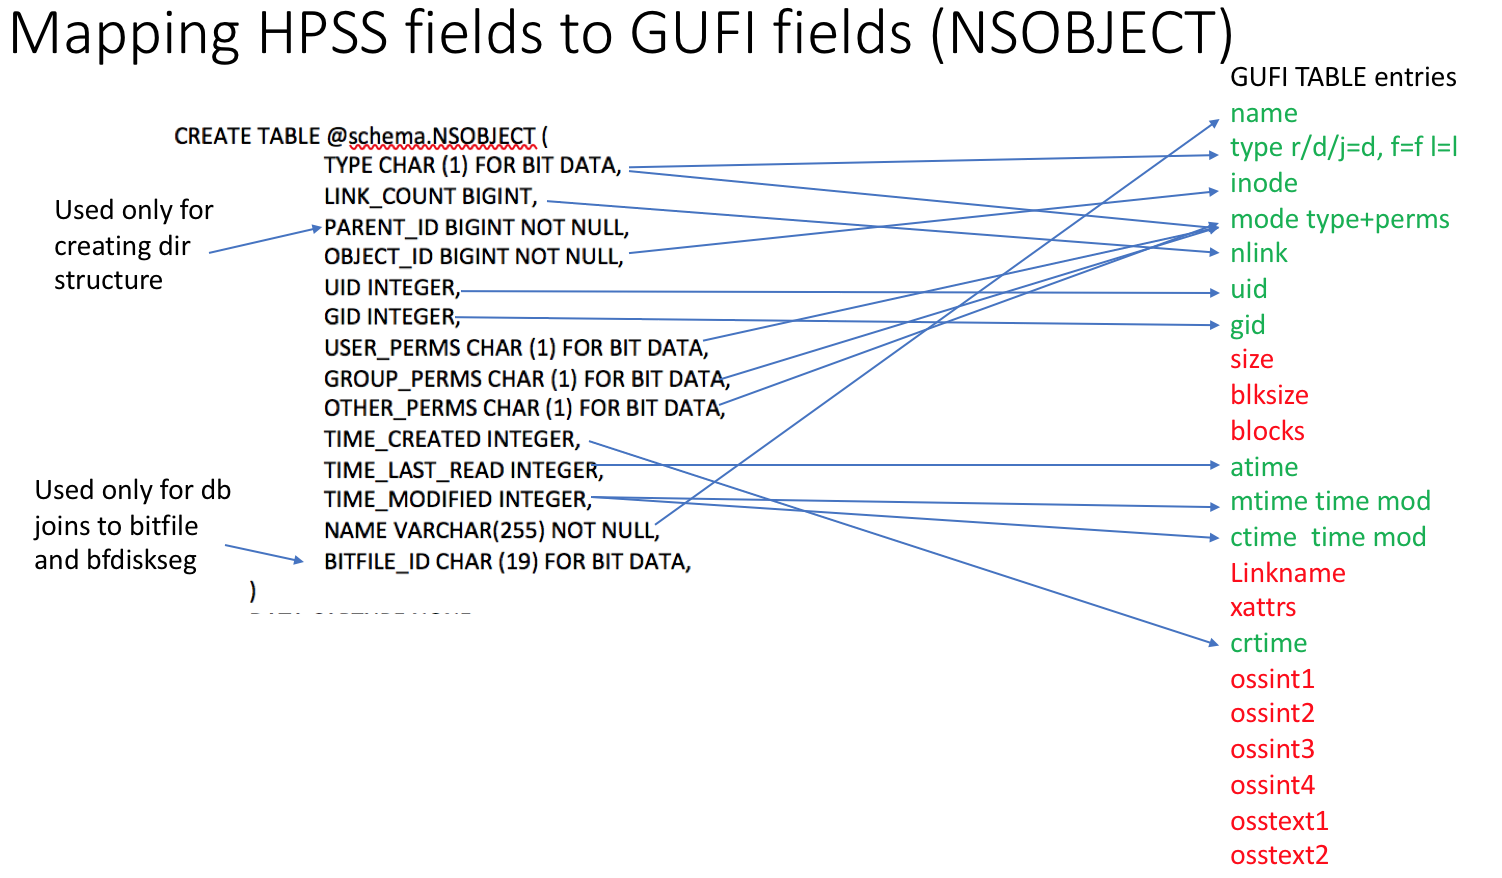 Mapping HPSS fields to GUFI fields (NSOBJECT)
CREATE TABLE @schema.NSOBJECT (
TYPE CHAR (1) FOR BIT DATA,
LINK_COUNT BIGINT,
PARENT_ID BIGINT NOT NULL,
OBJECT_ID BIGINT NOT NULL,
UID INTEGER,
GID INTEGER,
USER_PERMS CHAR (1) FOR BIT DATA,
GROUP_PERMS CHAR (1) FOR BIT DATA,
OTHER_PERMS CHAR (1) FOR BIT DATA,
TIME_CREATED INTEGER,
TIME_LAST_READ INTEGER,
TIME_MODIFIED INTEGER,
NAME VARCHAR(255) NOT NULL,
BITFILE_ID CHAR (19) FOR BIT DATA,
)
Used only for
creating dir
structure
Used only for db
joins to bitfile
and bfdiskseg
GUFI TABLE entries
name
type r/d/j=d, f=f l=l
inode
mode type+perms
nlink
uid
gid
size
blksize
blocks
atime
mtime time mod
ctime  time mod
Linkname
xattrs
crtime
ossint1
ossint2
ossint3
ossint4
osstext1
osstext2